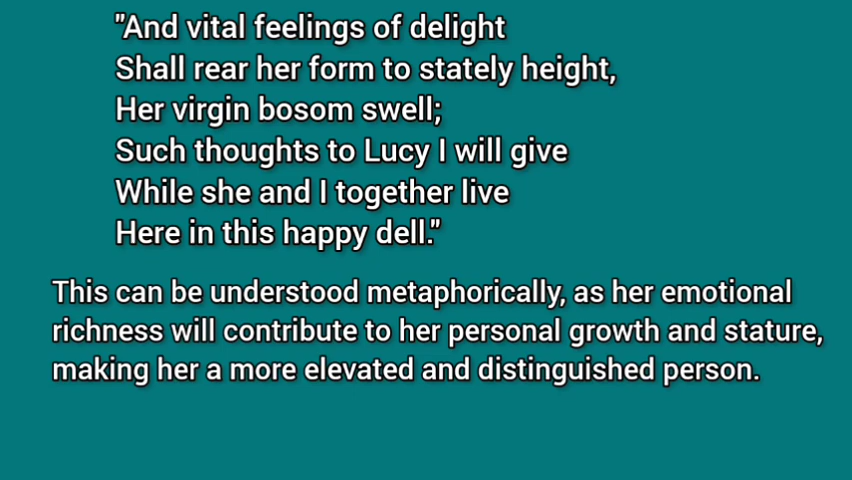 "And vital feelings of delight
Shall rear her form to stately height,
Her virgin bosom swell;
Such thoughts to Lucy I will give
While she and I together live
Here in this happy dell."
This can be understood metaphorically, as her emotional
richness will contribute to her personal growth and stature,
making her a more elevated and distinguished person.